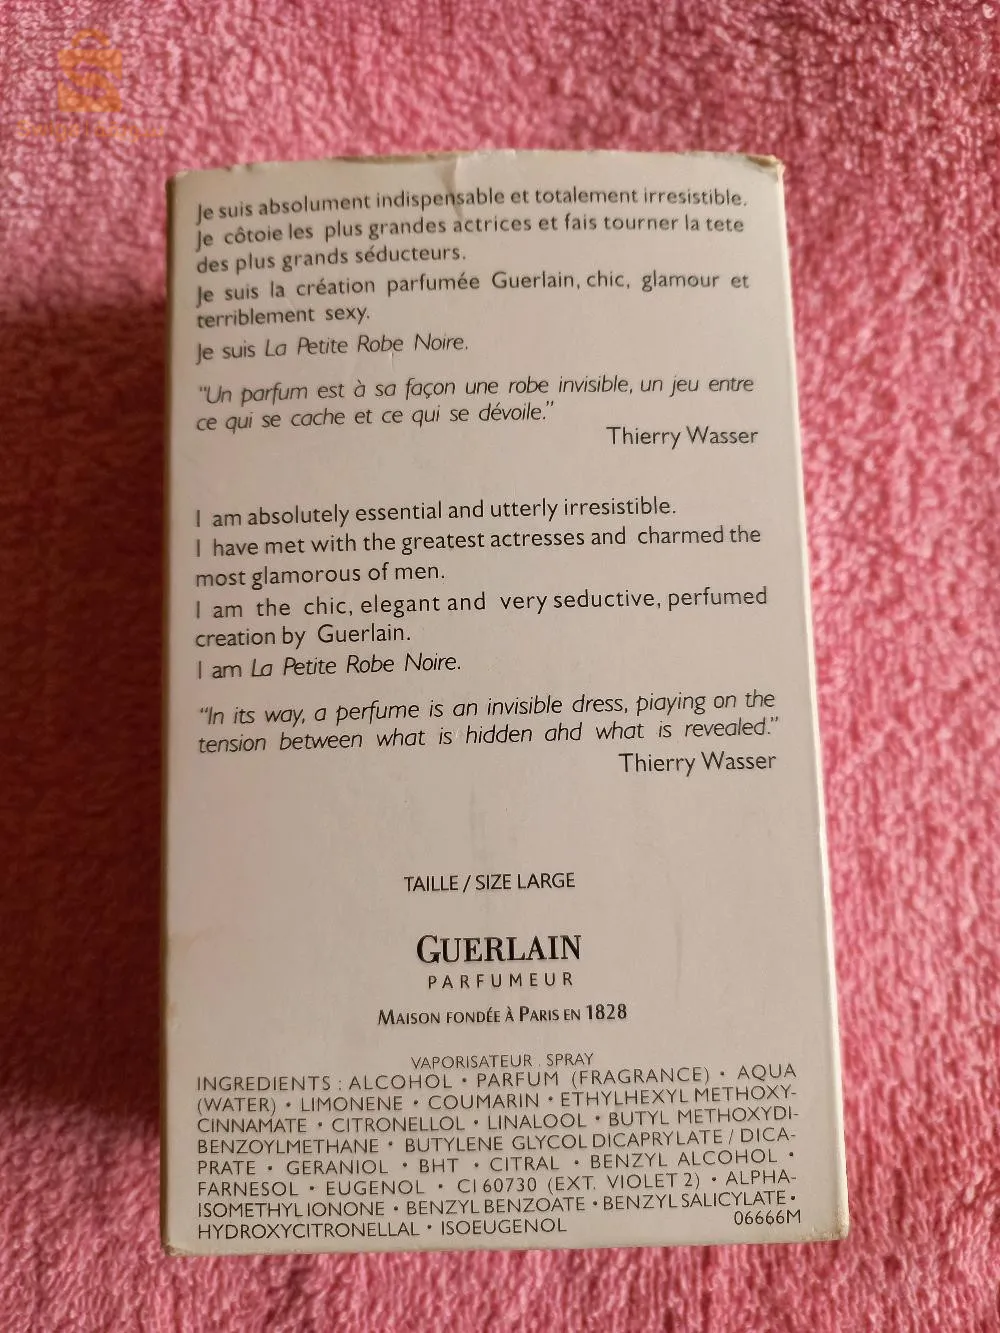 Je suis absolument indispensable et totalement irresistible.
Je côtoie les plus grandes actrices et fais tourner la tete
des plus grands séducteurs.
Je suis la création parfumée Guerlain, chic, glamour et
terriblement sexy.
Je suis La Petite Robe Noire.
"Un parfum est à sa façon une robe invisible, un jeu entre
ce qui se cache et ce qui se dévoile."
Thierry Wasser
I am absolutely essential and utterly irresistible.
I have met with the greatest actresses and charmed the
most glamorous of men.
I am the chic, elegant and very seductive, perfumed
creation by Guerlain.
I am La Petite Robe Noire.
"In its way, a perfume is an invisible dress, piaying on the
tension between what is hidden ahd what is revealed."
Thierry Wasser
TAILLE / SIZE LARGE
GUERLAIN
PARFUMEUR
MAISON FONDÉE À PARIS EN 1828
VAPORISATEUR . SPRAY
INGREDIENTS : ALCOHOL • PARFUM (FRAGRANCE) • AQUA
(WATER) • LIMONENE • COUMARIN • ETHYLHEXYL METHOXY-
CINNAMATE • CITRONELLOL • LINALOOL • BUTYL METHOXYDI-
BENZOYLMETHANE • BUTYLENE GLYCOL DICAPRYLATE / DICA-
PRATE • GERANIOL • BHT • CITRAL • BENZYL ALCOHOL •
FARNESOL • EUGENOL • CI 60730 (EXT. VIOLET 2) • ALPHA-
ISOMETHYL IONONE • BENZYL BENZOATE • BENZYL SALICYLATE •
HYDROXYCITRONELLAL • ISOEUGENOL
06666M